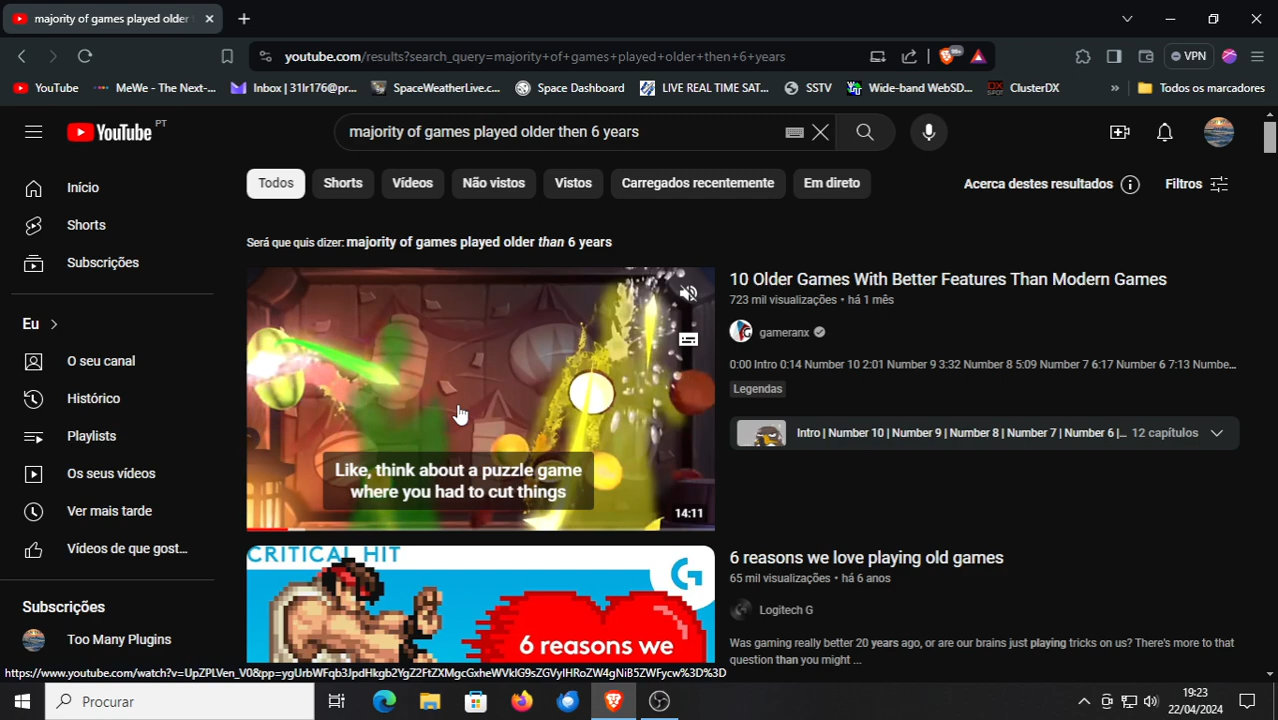 majority of games played older
youtube.com/results?search_query=majority+of+games+played+older+then+6+years
VPN
YouTube
MeWe - The Next-...
Inbox | 31lr176@pr...
SpaceWeatherLive.c...
Space Dashboard
LIVE REAL TIME SAT...
SSTV
Wide-band WebSD...
ClusterDX
»
Todos os marcadores
YouTube PT
majority of games played older then 6 years
Todos
Shorts
Vídeos
Não vistos
Vistos
Carregados recentemente
Em direto
Acerca destes resultados
Filtros
Início
Shorts
Subscrições
Eu
O seu canal
Histórico
Playlists
Os seus vídeos
Ver mais tarde
Vídeos de que gost...
Subscrições
Too Many Plugins
Será que quis dizer: majority of games played older than 6 years
Like, think about a puzzle game
where you had to cut things
14:11
10 Older Games With Better Features Than Modern Games
723 mil visualizações • há 1 mês
gameranx
0:00 Intro 0:14 Number 10 2:01 Number 9 3:32 Number 8 5:09 Number 7 6:17 Number 6 7:13 Numbe...
Legendas
Intro | Number 10 | Number 9 | Number 8 | Number 7 | Number 6 |... 12 capítulos
CRITICAL HIT
6 reasons we
6 reasons we love playing old games
65 mil visualizações • há 6 anos
Logitech G
Was gaming really better 20 years ago, or are our brains just playing tricks on us? There's more to that
question than you might ...
Procurar
19:23
22/04/2024